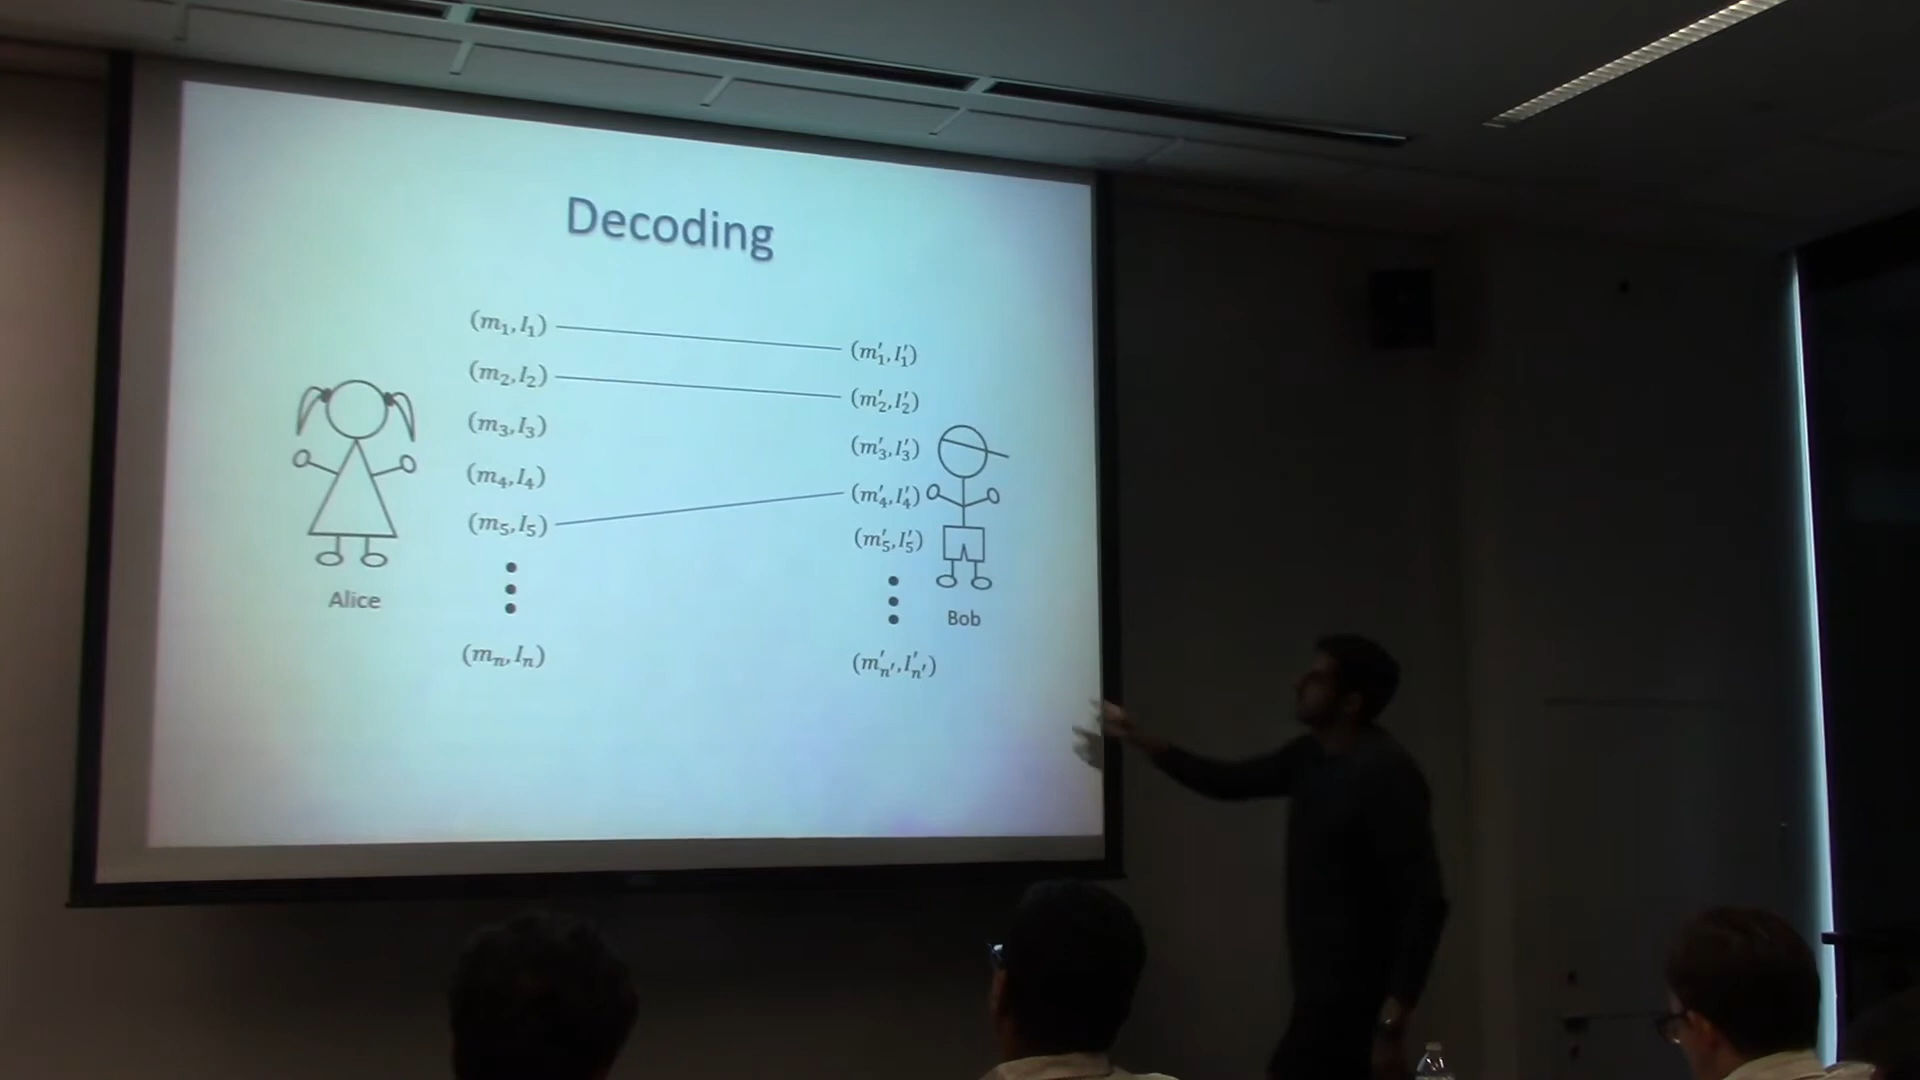 Decoding
(m₁, I₁)
(m₂, I₂)
(m₃, I₃)
(m₄, I₄)
(m₅, I₅)
(mₙ, Iₙ)
Alice
(m′₁, I′₁)
(m′₂, I′₂)
(m′₃, I′₃)
(m′₄, I′₄)
(m′₅, I′₅)
(m′ₙ′, I′ₙ′)
Bob